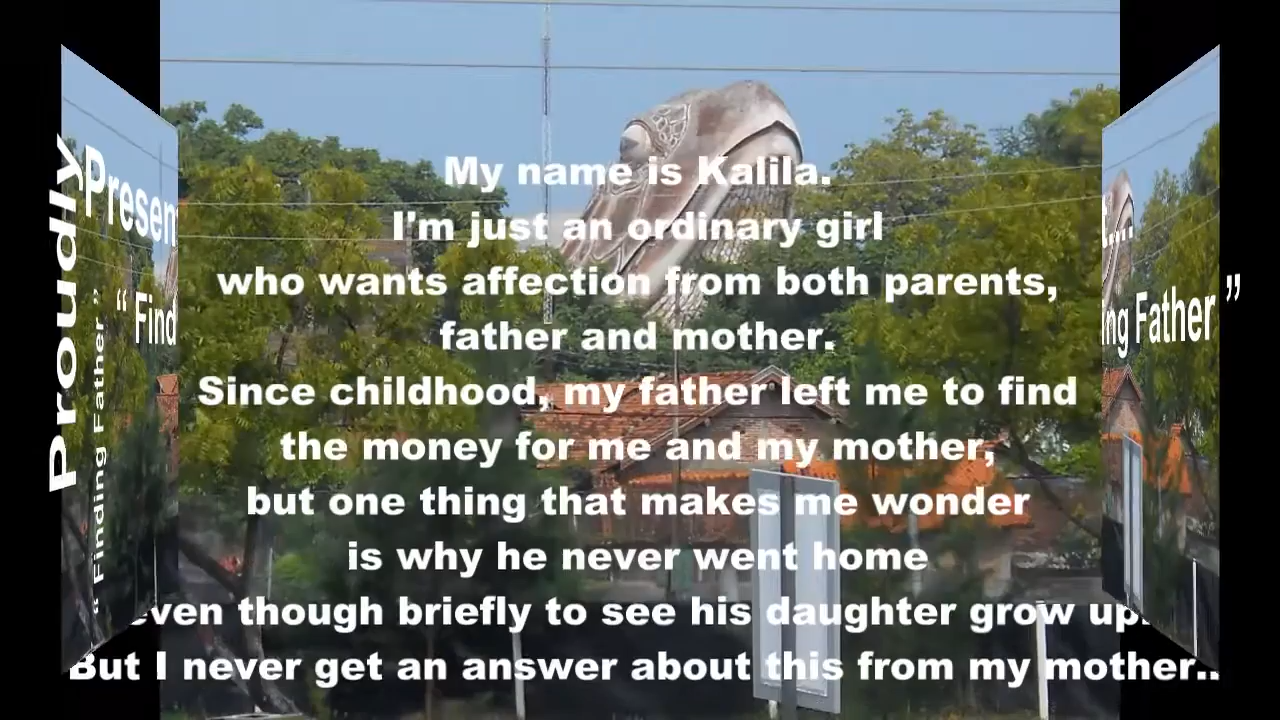 Proudly
Present....
“ Finding Father ”
“ Finding Father ”
My name is Kalila.
I'm just an ordinary girl
who wants affection from both parents,
father and mother.
Since childhood, my father left me to find
the money for me and my mother,
but one thing that makes me wonder
is why he never went home
even though briefly to see his daughter grow up.
But I never get an answer about this from my mother..